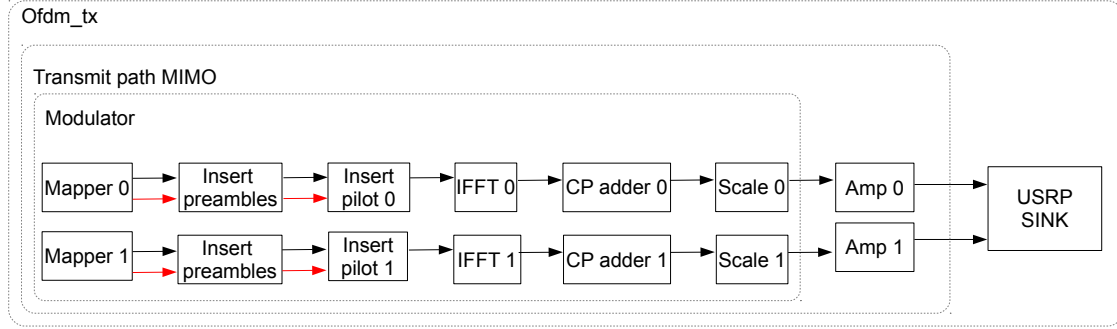 Ofdm_tx
Transmit path MIMO
Modulator
Mapper 0
Insert
preambles
Insert
pilot 0
IFFT 0
CP adder 0
Scale 0
Amp 0
USRP
SINK
Mapper 1
Insert
preambles
Insert
pilot 1
IFFT 1
CP adder 1
Scale 1
Amp 1